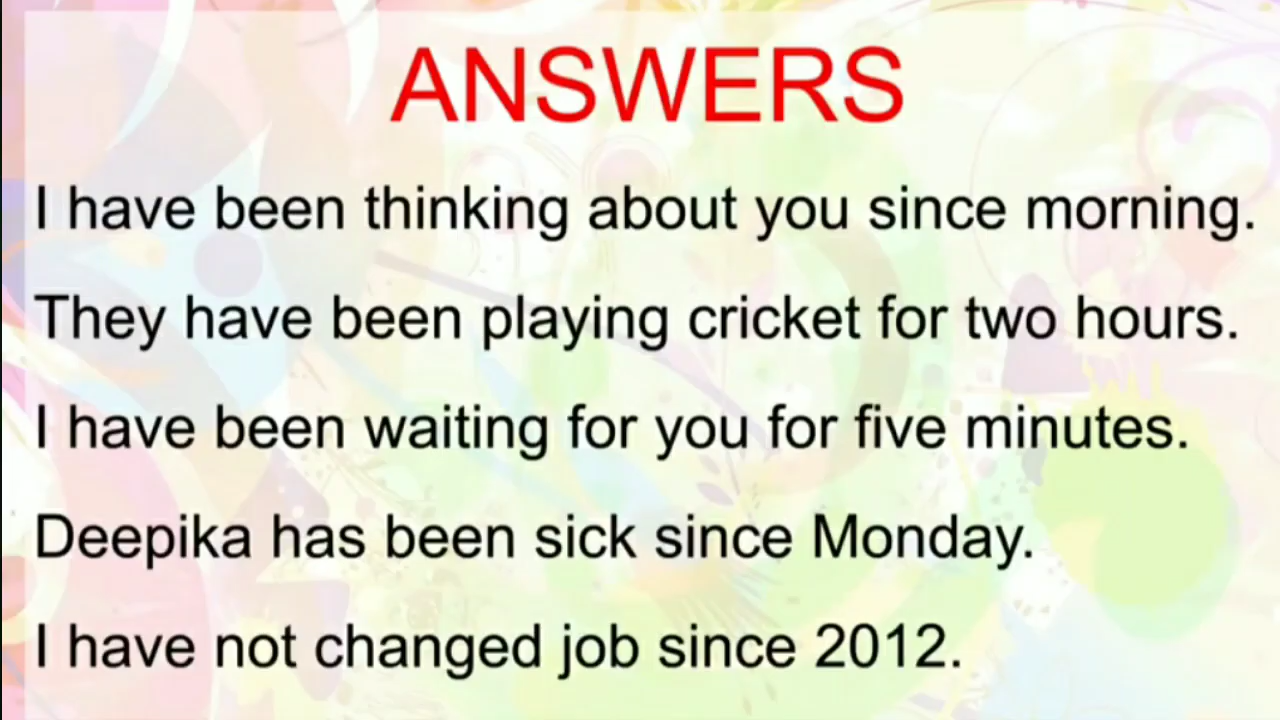 ANSWERS
I have been thinking about you since morning.
They have been playing cricket for two hours.
I have been waiting for you for five minutes.
Deepika has been sick since Monday.
I have not changed job since 2012.